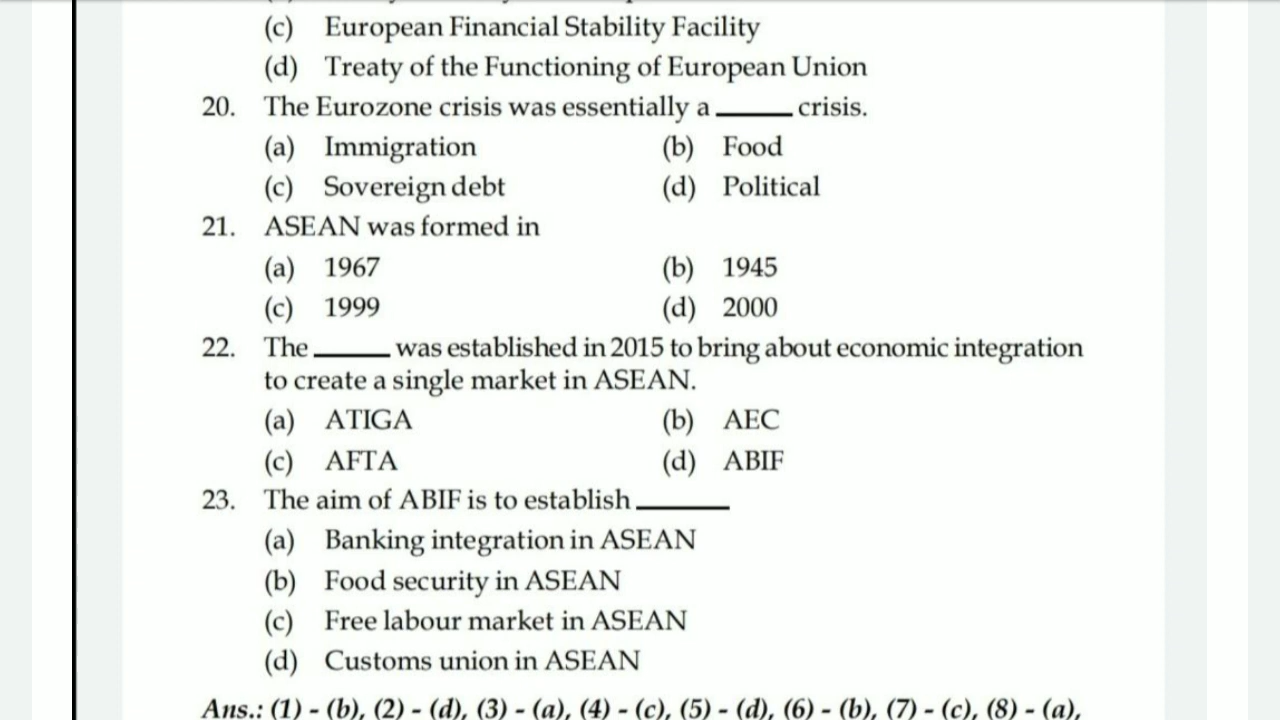 (c) European Financial Stability Facility
(d) Treaty of the Functioning of European Union
20. The Eurozone crisis was essentially a _____ crisis.
(a) Immigration (b) Food
(c) Sovereign debt (d) Political
21. ASEAN was formed in
(a) 1967 (b) 1945
(c) 1999 (d) 2000
22. The _____ was established in 2015 to bring about economic integration
to create a single market in ASEAN.
(a) ATIGA (b) AEC
(c) AFTA (d) ABIF
23. The aim of ABIF is to establish ______
(a) Banking integration in ASEAN
(b) Food security in ASEAN
(c) Free labour market in ASEAN
(d) Customs union in ASEAN
Ans.: (1) - (b), (2) - (d), (3) - (a), (4) - (c), (5) - (d), (6) - (b), (7) - (c), (8) - (a),